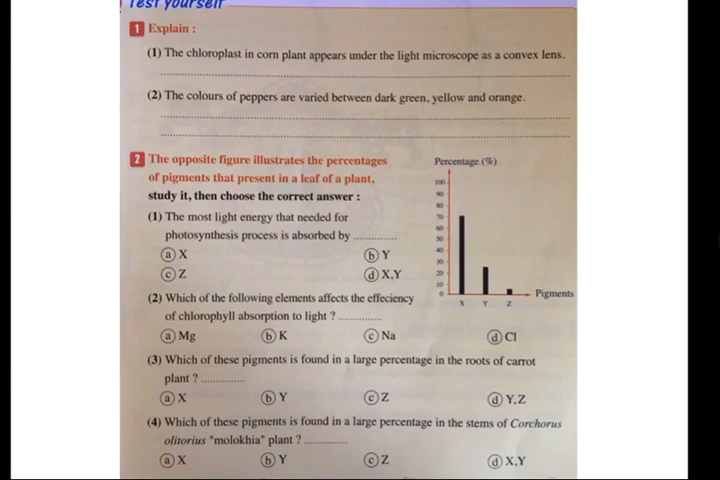 Test yourself
1 Explain :
(1) The chloroplast in corn plant appears under the light microscope as a convex lens.
(2) The colours of peppers are varied between dark green, yellow and orange.
2 The opposite figure illustrates the percentages
of pigments that present in a leaf of a plant,
study it, then choose the correct answer :
(1) The most light energy that needed for
photosynthesis process is absorbed by ..............
a X b Y
c Z d X,Y
Percentage (%)
100
90
80
70
60
50
40
30
20
10
0
X Y Z
Pigments
(2) Which of the following elements affects the effeciency
of chlorophyll absorption to light ? ..............
a Mg b K c Na d Cl
(3) Which of these pigments is found in a large percentage in the roots of carrot
plant ? ..............
a X b Y c Z d Y,Z
(4) Which of these pigments is found in a large percentage in the stems of Corchorus
olitorius "molokhia" plant ? ..............
a X b Y c Z d X,Y